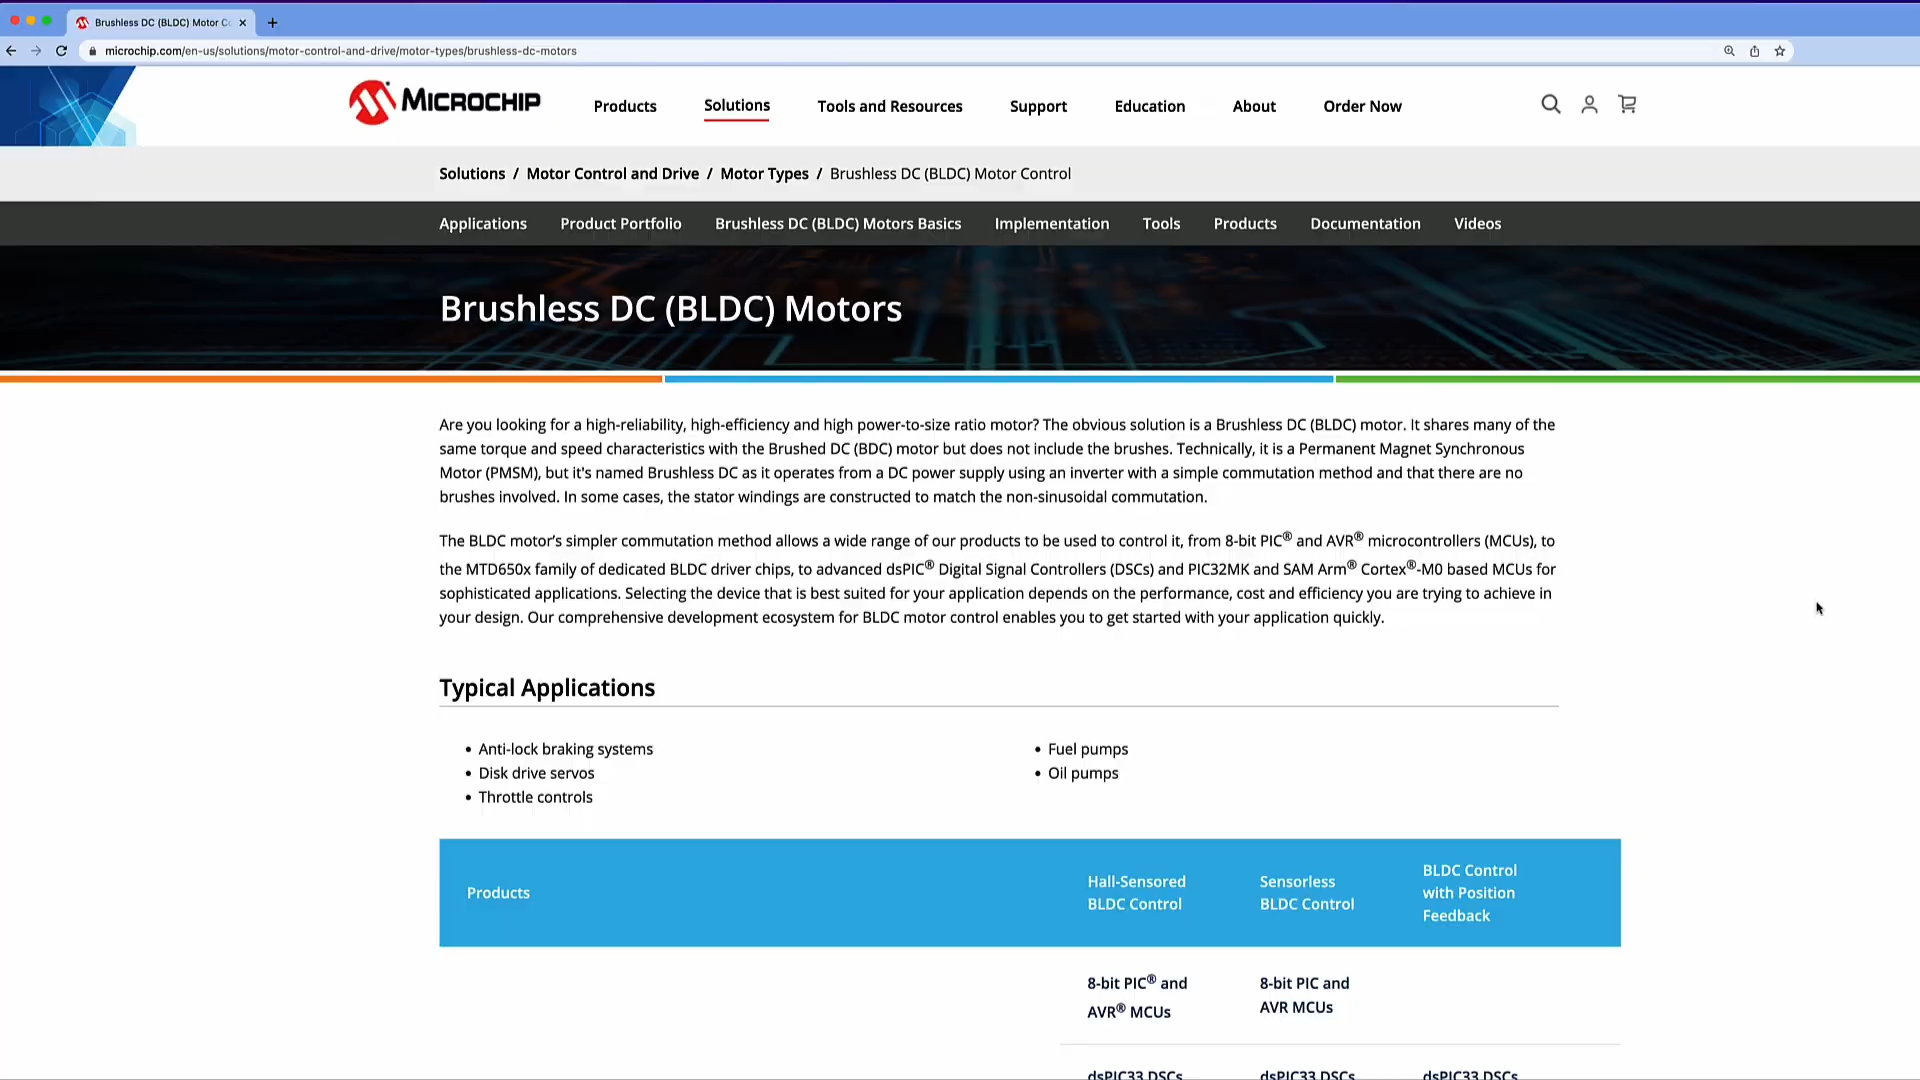 Brushless DC (BLDC) Motor C
microchip.com/en-us/solutions/motor-control-and-drive/motor-types/brushless-dc-motors
MICROCHIP
Products
Solutions
Tools and Resources
Support
Education
About
Order Now
Solutions / Motor Control and Drive / Motor Types / Brushless DC (BLDC) Motor Control
Applications
Product Portfolio
Brushless DC (BLDC) Motors Basics
Implementation
Tools
Products
Documentation
Videos
Brushless DC (BLDC) Motors
Are you looking for a high-reliability, high-efficiency and high power-to-size ratio motor? The obvious solution is a Brushless DC (BLDC) motor. It shares many of the
same torque and speed characteristics with the Brushed DC (BDC) motor but does not include the brushes. Technically, it is a Permanent Magnet Synchronous
Motor (PMSM), but it's named Brushless DC as it operates from a DC power supply using an inverter with a simple commutation method and that there are no
brushes involved. In some cases, the stator windings are constructed to match the non-sinusoidal commutation.
The BLDC motor’s simpler commutation method allows a wide range of our products to be used to control it, from 8-bit PIC® and AVR® microcontrollers (MCUs), to
the MTD650x family of dedicated BLDC driver chips, to advanced dsPIC® Digital Signal Controllers (DSCs) and PIC32MK and SAM Arm® Cortex®-M0 based MCUs for
sophisticated applications. Selecting the device that is best suited for your application depends on the performance, cost and efficiency you are trying to achieve in
your design. Our comprehensive development ecosystem for BLDC motor control enables you to get started with your application quickly.
Typical Applications
• Anti-lock braking systems
• Disk drive servos
• Throttle controls
• Fuel pumps
• Oil pumps
Products
Hall-Sensored
BLDC Control
Sensorless
BLDC Control
BLDC Control
with Position
Feedback
8-bit PIC® and
AVR® MCUs
8-bit PIC and
AVR MCUs
dsPIC33 DSCs
dsPIC33 DSCs
dsPIC33 DSCs